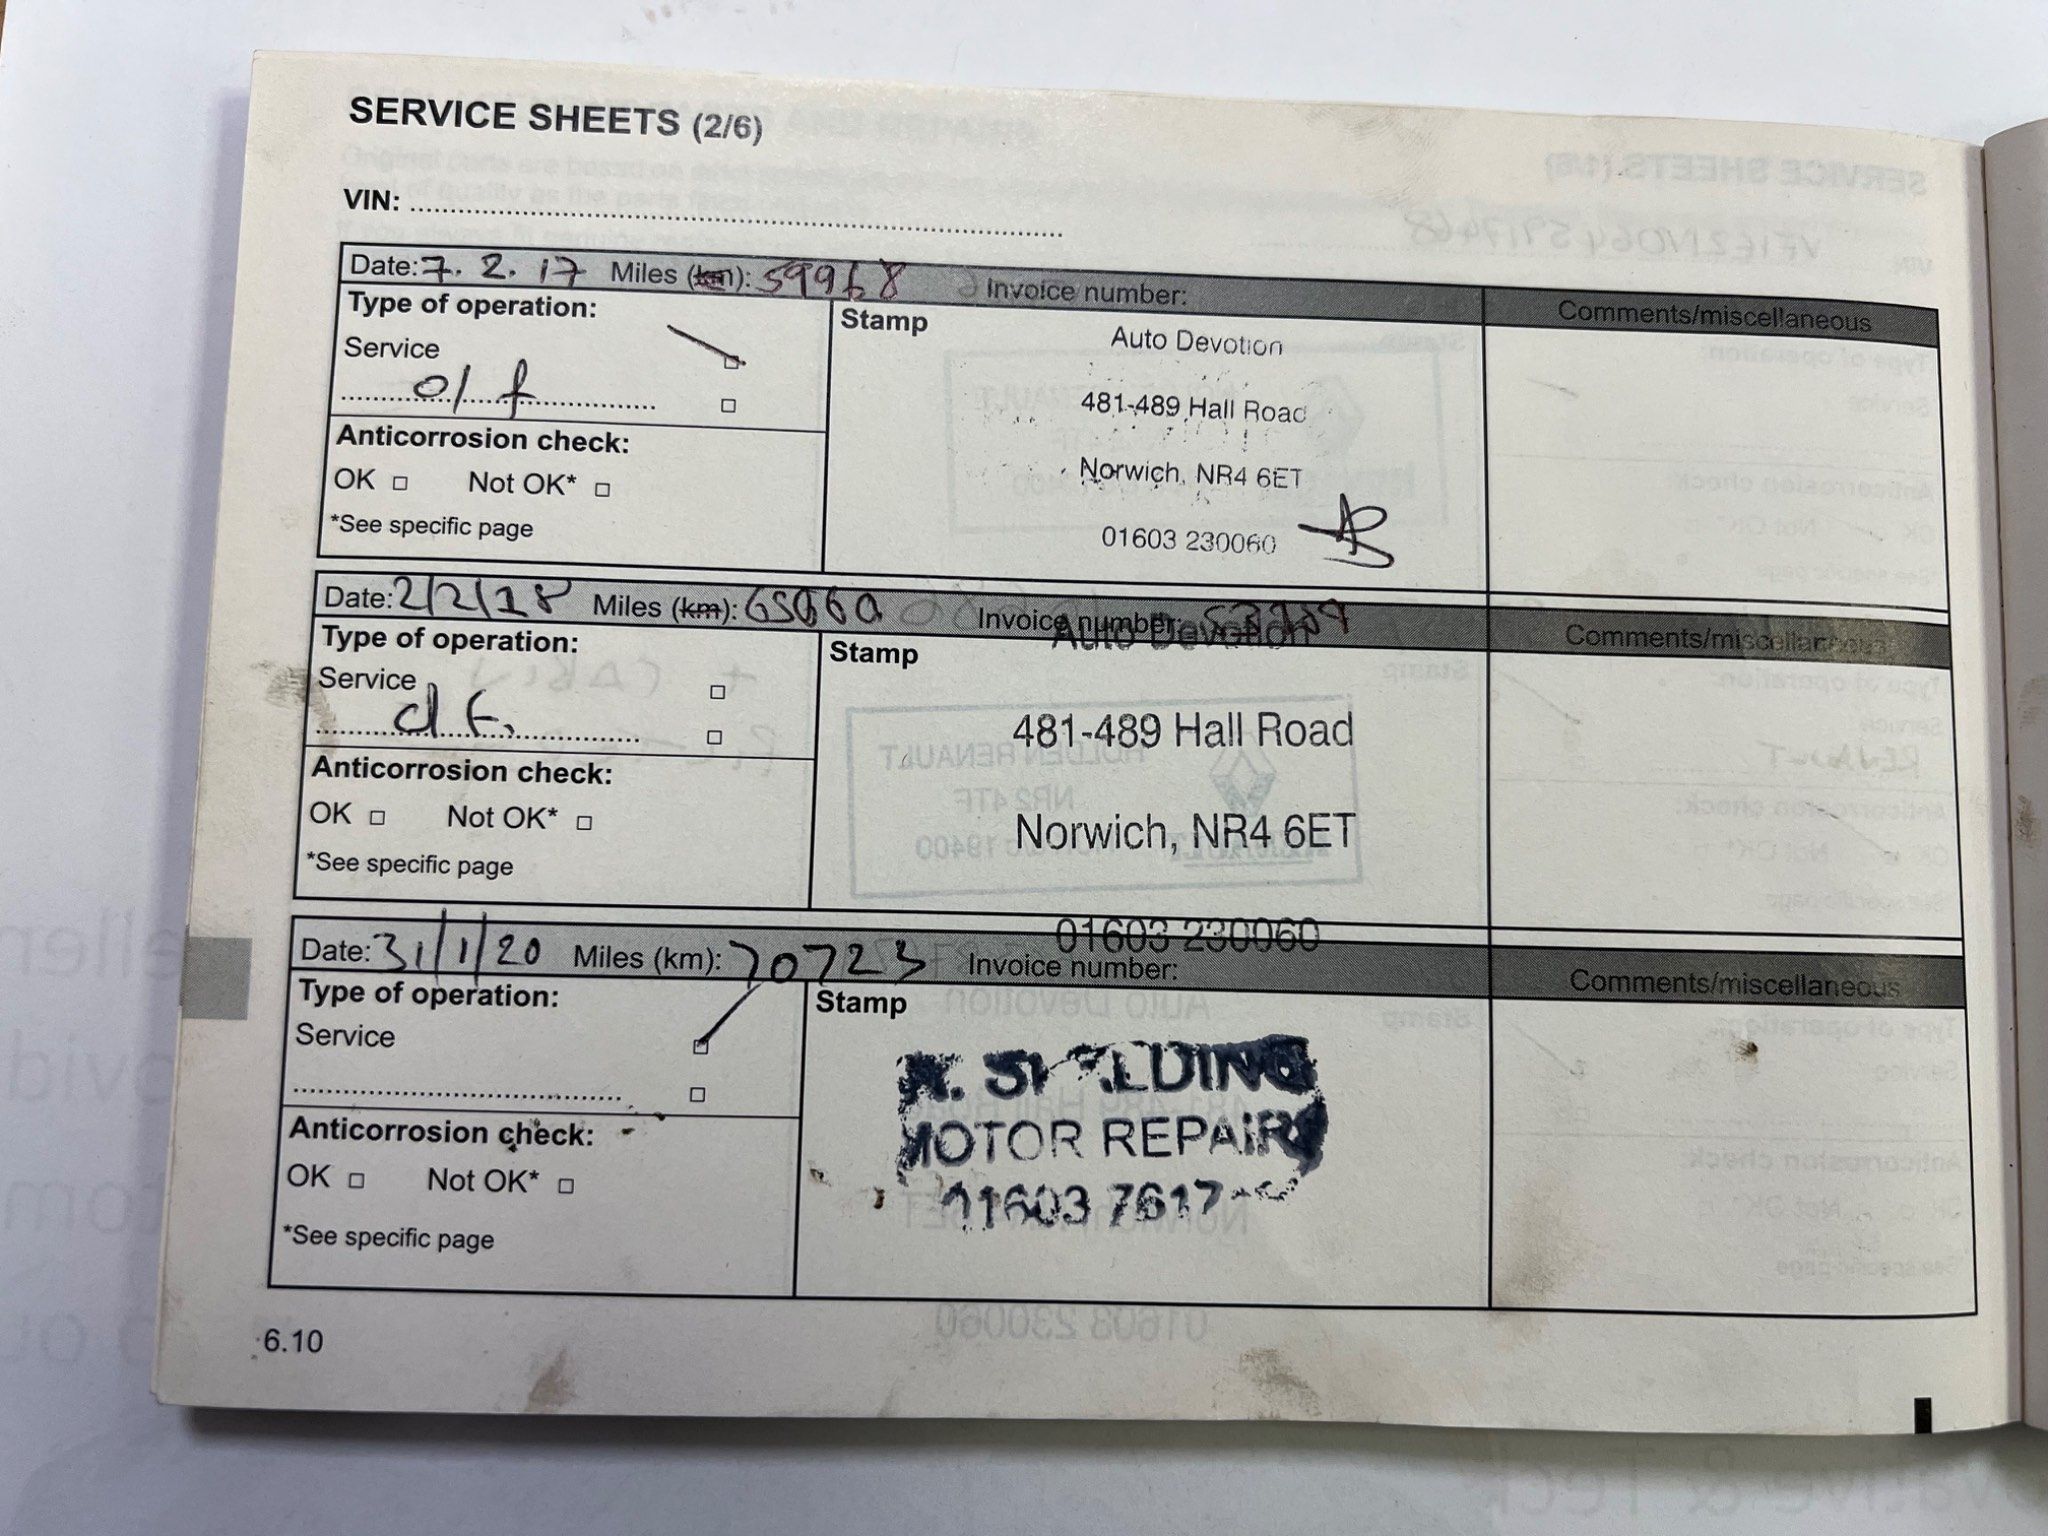 SERVICE SHEETS (2/6)
VIN:
Date: 7. 2. 17 Miles (km): 59968 Invoice number:
Comments/miscellaneous
Type of operation:
Service
o/ f
Anticorrosion check:
OK Not OK*
*See specific page
Stamp
Auto Devotion
481-489 Hall Road
Norwich, NR4 6ET
01603 230060
Date: 2/2/18 Miles (km): Invoice number:
Comments/miscellaneous
Type of operation:
Service
Anticorrosion check:
OK Not OK*
*See specific page
Stamp
Auto Devotion
481-489 Hall Road
Norwich, NR4 6ET
01603 230060
Date: 31/1/20 Miles (km): 70723 Invoice number:
Comments/miscellaneous
Type of operation:
Service
Anticorrosion check:
OK Not OK*
*See specific page
Stamp
MOTOR REPAIRS
01603
6.10